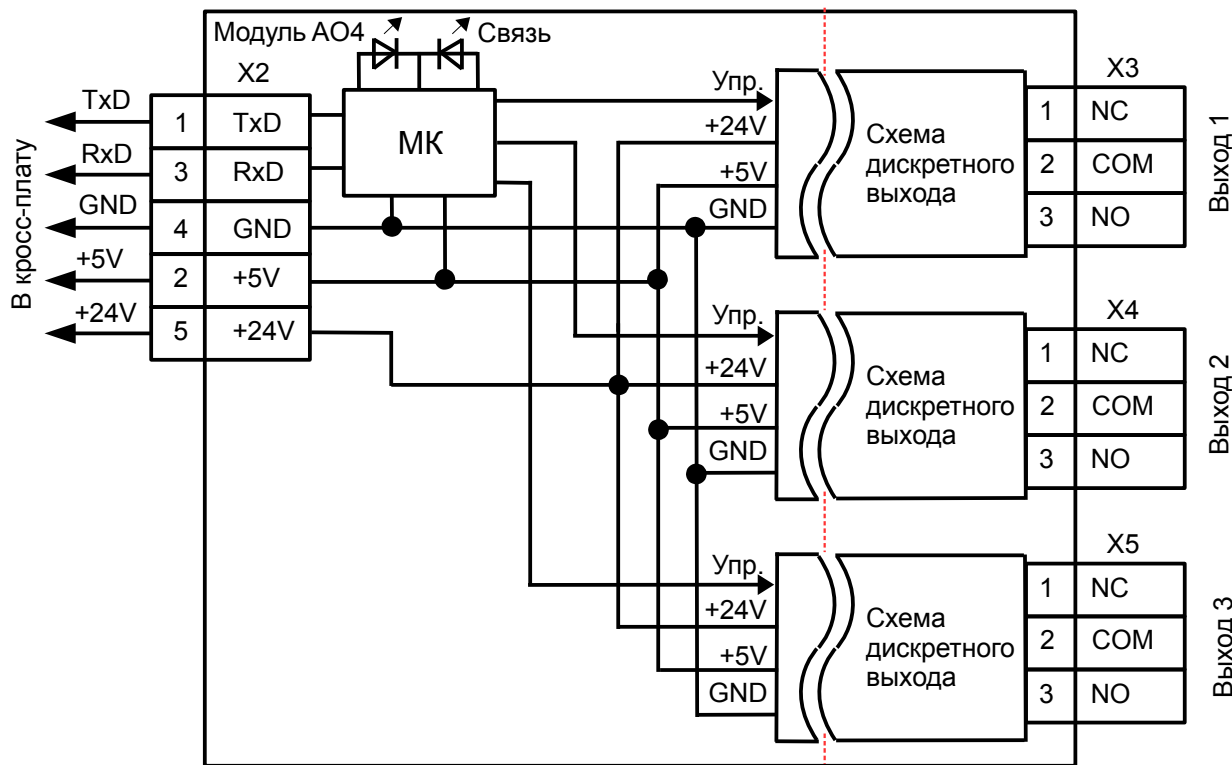 Модуль АО4
Связь
X2
TxD
1 TxD
RxD
3 RxD
GND
4 GND
+5V
2 +5V
+24V
5 +24V
В кросс-плату
МК
Упр.
+24V
+5V
GND
Схема
дискретного
выхода
X3
1 NC
2 COM
3 NO
Выход 1
Упр.
+24V
+5V
GND
Схема
дискретного
выхода
X4
1 NC
2 COM
3 NO
Выход 2
Упр.
+24V
+5V
GND
Схема
дискретного
выхода
X5
1 NC
2 COM
3 NO
Выход 3